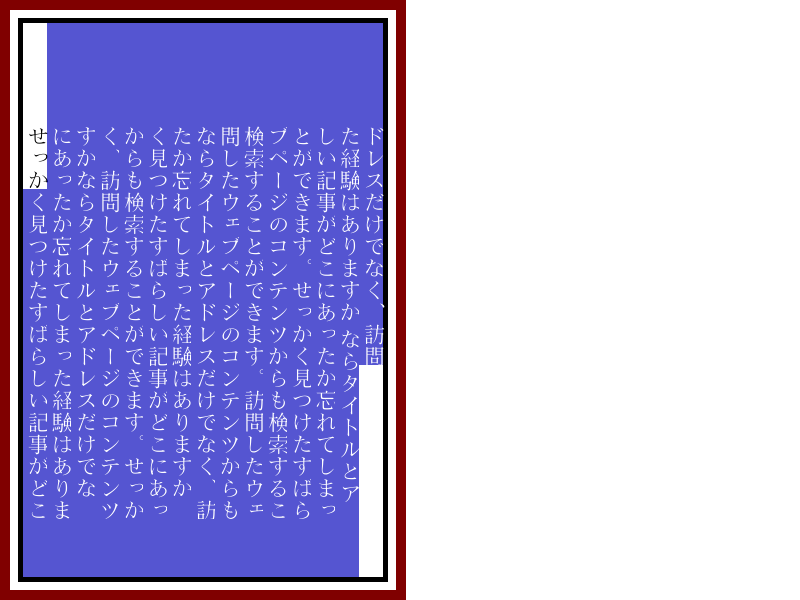 せっかく見つけたすばらしい記事がどこ
にあったか忘れてしまった経験はありま
すかならタイトルとアドレスだけでな
く、訪問したウェブページのコンテンツ
からも検索することができます。せっか
く見つけたすばらしい記事がどこにあっ
たか忘れてしまった経験はありますか
ならタイトルとアドレスだけでなく、訪
問したウェブページのコンテンツからも
検索することができます。訪問したウェ
ブページのコンテンツからも検索するこ
とができます。せっかく見つけたすばら
しい記事がどこにあったか忘れてしまっ
た経験はありますか ならタイトルとア
ドレスだけでなく、訪問